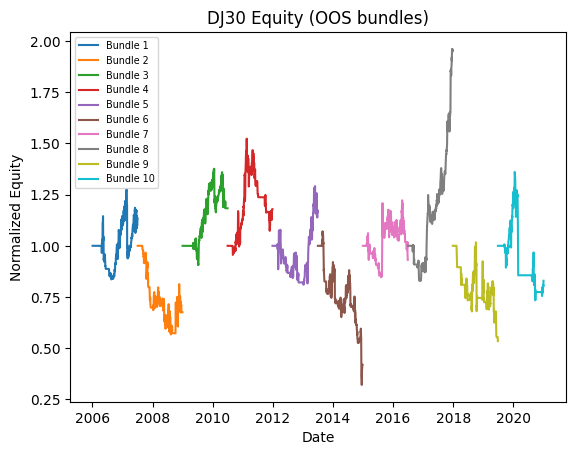 DJ30 Equity (OOS bundles)
Bundle 1
Bundle 2
Bundle 3
Bundle 4
Bundle 5
Bundle 6
Bundle 7
Bundle 8
Bundle 9
Bundle 10
Normalized Equity
2.00
1.75
1.50
1.25
1.00
0.75
0.50
0.25
2006 2008 2010 2012 2014 2016 2018 2020
Date